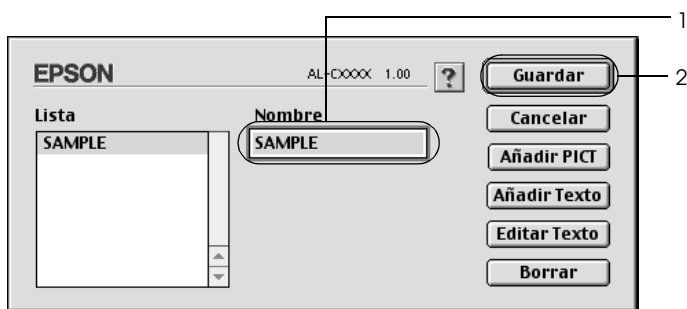 1
EPSON AL-CXXXX 1.00 ? Guardar 2
Lista Nombre Cancelar
SAMPLE SAMPLE
Añadir PICT
Añadir Texto
Editar Texto
Borrar